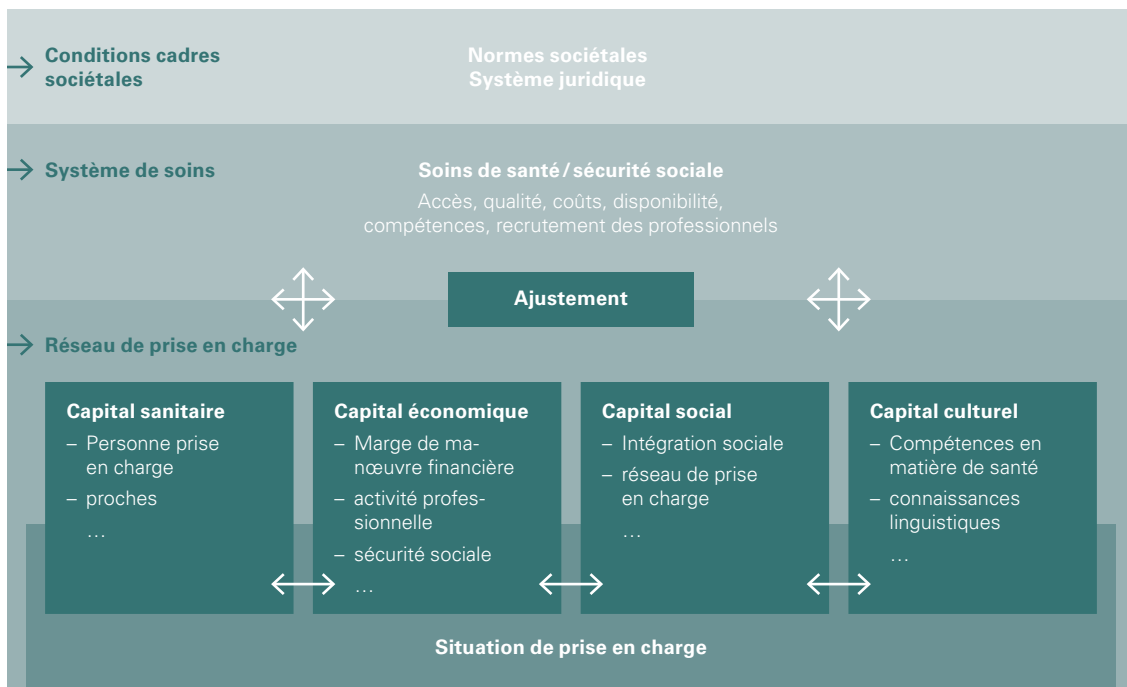 Conditions cadres
sociétales
Normes sociétales
Système juridique
Système de soins
Soins de santé / sécurité sociale
Accès, qualité, coûts, disponibilité,
compétences, recrutement des professionnels
Ajustement
Réseau de prise en charge
Capital sanitaire
– Personne prise
en charge
– proches
…
Capital économique
– Marge de ma-
nœuvre financière
– activité profes-
sionnelle
– sécurité sociale
…
Capital social
– Intégration sociale
– réseau de prise
en charge
…
Capital culturel
– Compétences en
matière de santé
– connaissances
linguistiques
…
Situation de prise en charge